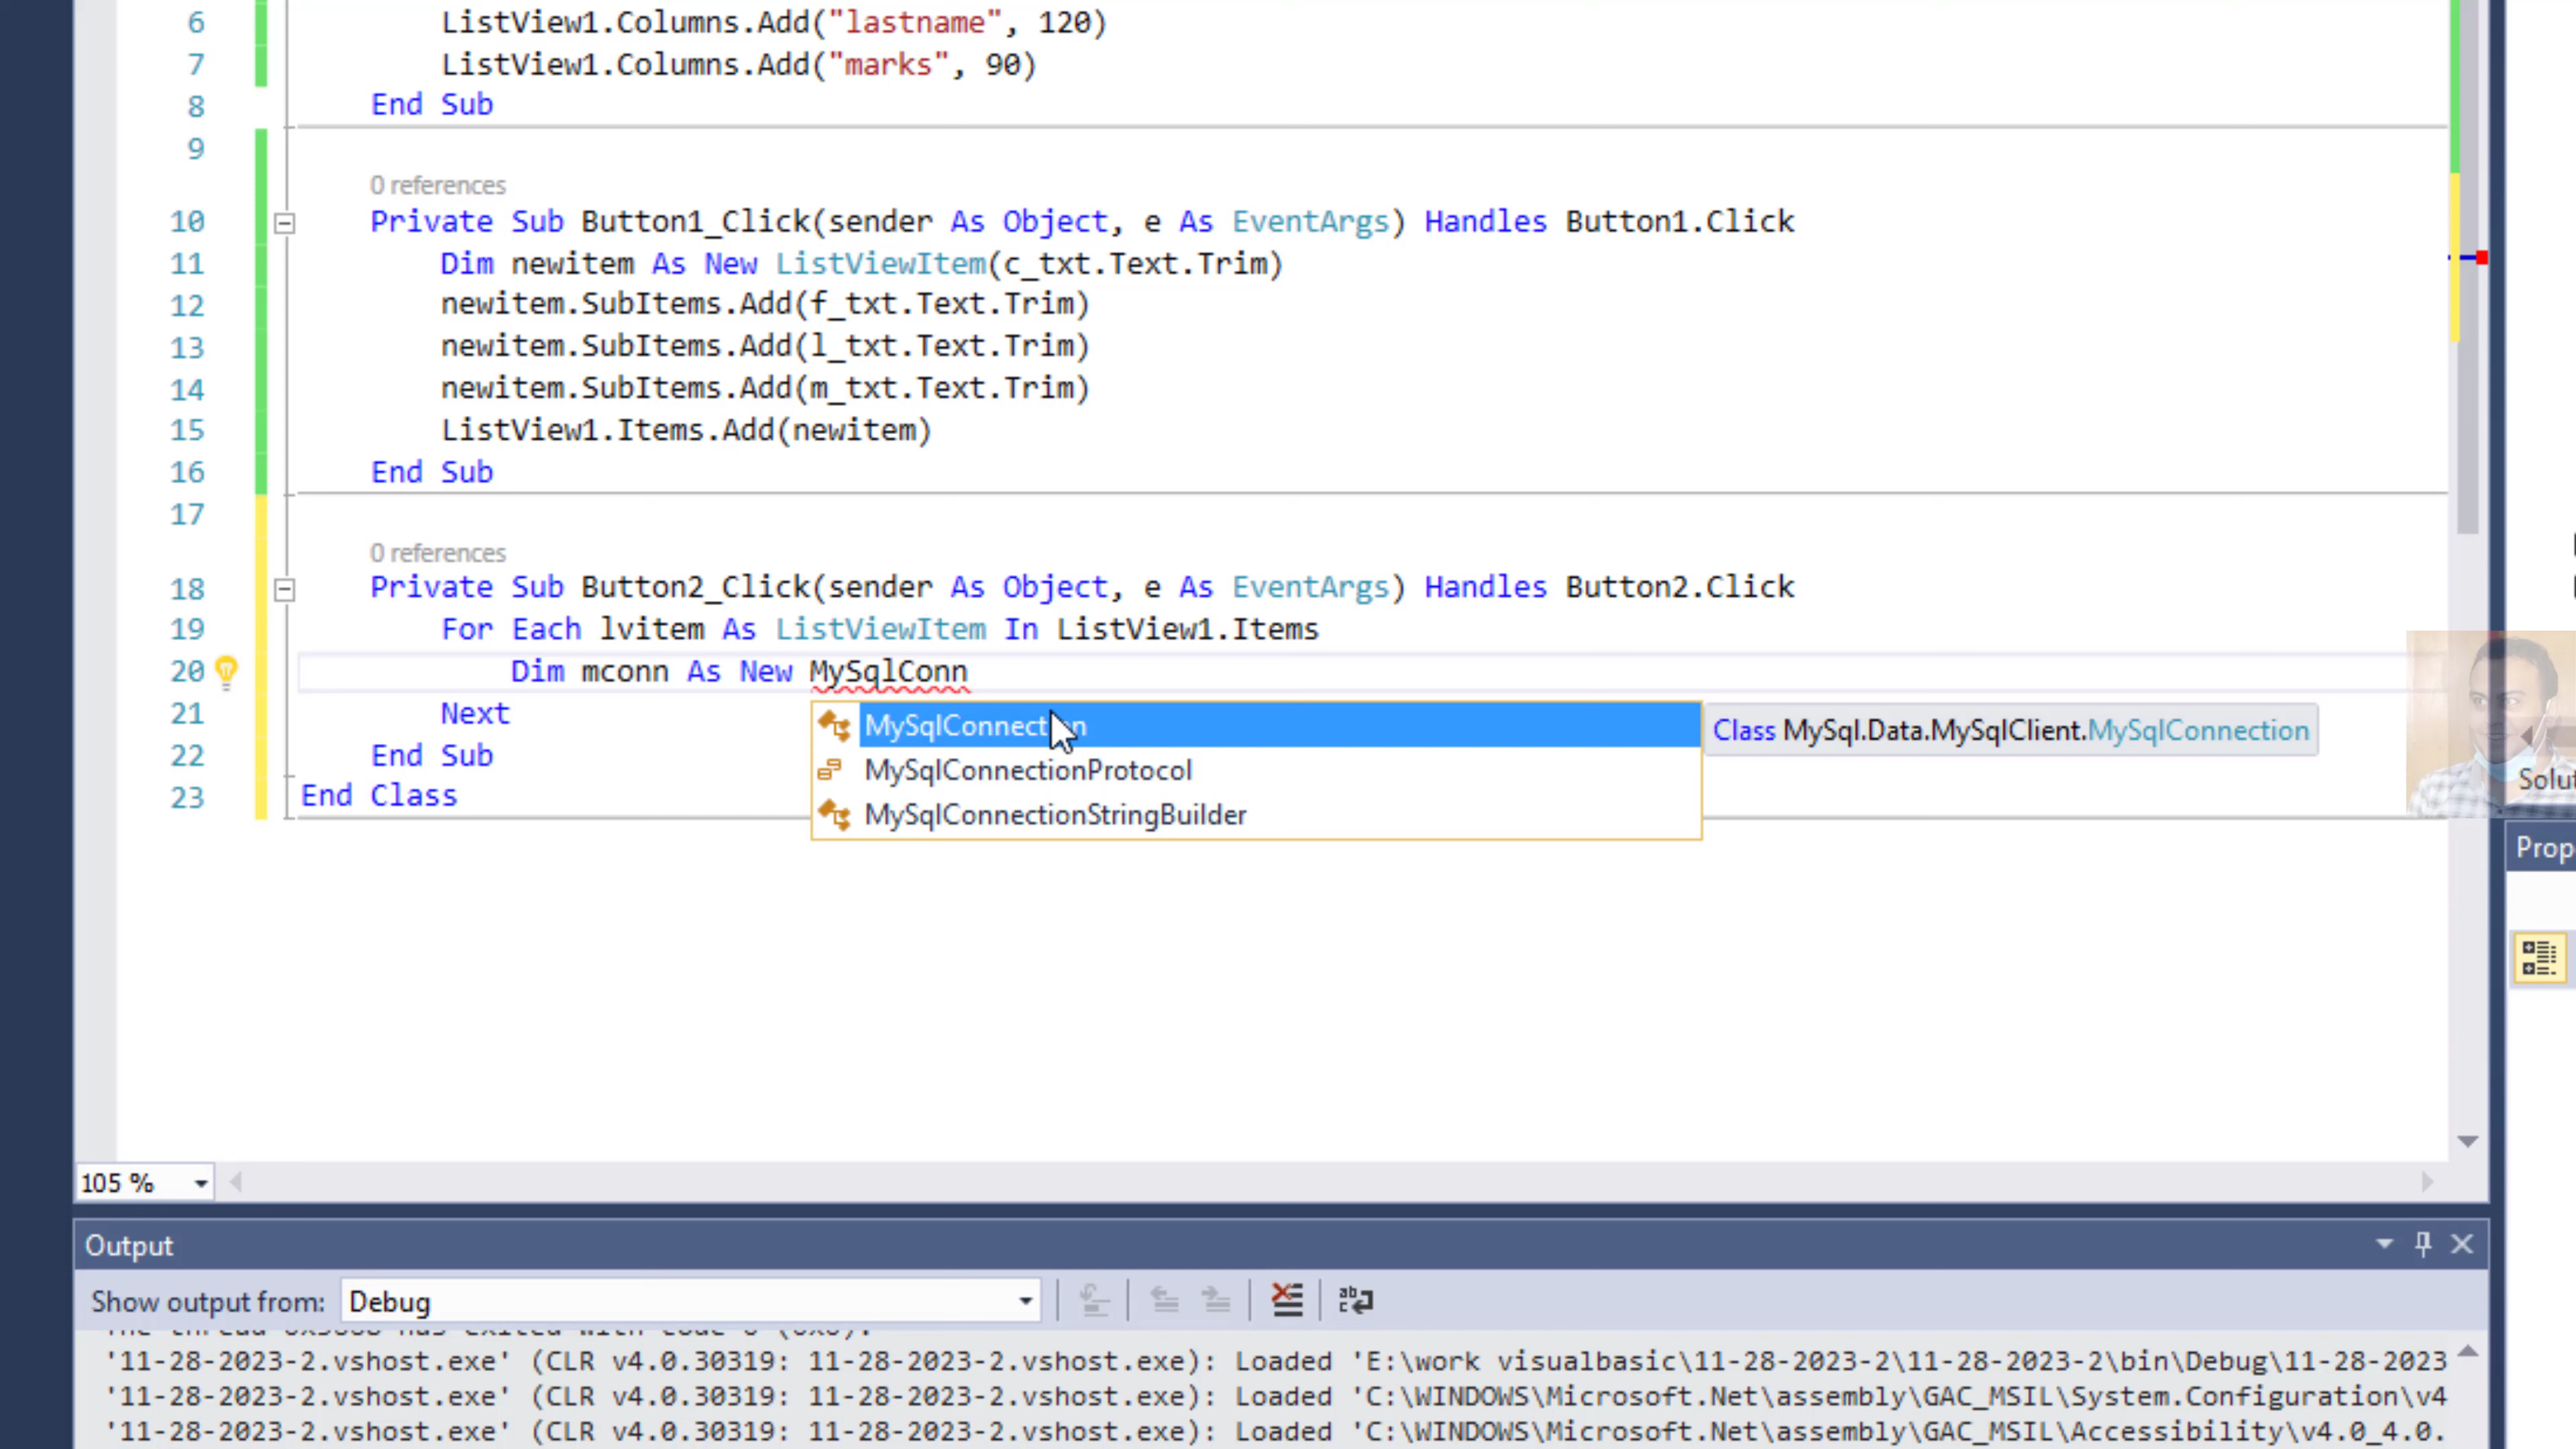 6 ListView1.Columns.Add("lastname", 120)
7 ListView1.Columns.Add("marks", 90)
8 End Sub
9
0 references
10 Private Sub Button1_Click(sender As Object, e As EventArgs) Handles Button1.Click
11 Dim newitem As New ListViewItem(c_txt.Text.Trim)
12 newitem.SubItems.Add(f_txt.Text.Trim)
13 newitem.SubItems.Add(l_txt.Text.Trim)
14 newitem.SubItems.Add(m_txt.Text.Trim)
15 ListView1.Items.Add(newitem)
16 End Sub
17
0 references
18 Private Sub Button2_Click(sender As Object, e As EventArgs) Handles Button2.Click
19 For Each lvitem As ListViewItem In ListView1.Items
20 Dim mconn As New MySqlConn
21 Next
22 End Sub
23 End Class
MySqlConnection
MySqlConnectionProtocol
MySqlConnectionStringBuilder
Class MySql.Data.MySqlClient.MySqlConnection
Solut
Prop
105 %
Output
Show output from: Debug
'11-28-2023-2.vshost.exe' (CLR v4.0.30319: 11-28-2023-2.vshost.exe): Loaded 'E:\work visualbasic\11-28-2023-2\11-28-2023-2\bin\Debug\11-28-2023
'11-28-2023-2.vshost.exe' (CLR v4.0.30319: 11-28-2023-2.vshost.exe): Loaded 'C:\WINDOWS\Microsoft.Net\assembly\GAC_MSIL\System.Configuration\v4
'11-28-2023-2.vshost.exe' (CLR v4.0.30319: 11-28-2023-2.vshost.exe): Loaded 'C:\WINDOWS\Microsoft.Net\assembly\GAC_MSIL\Accessibility\v4.0_4.0.